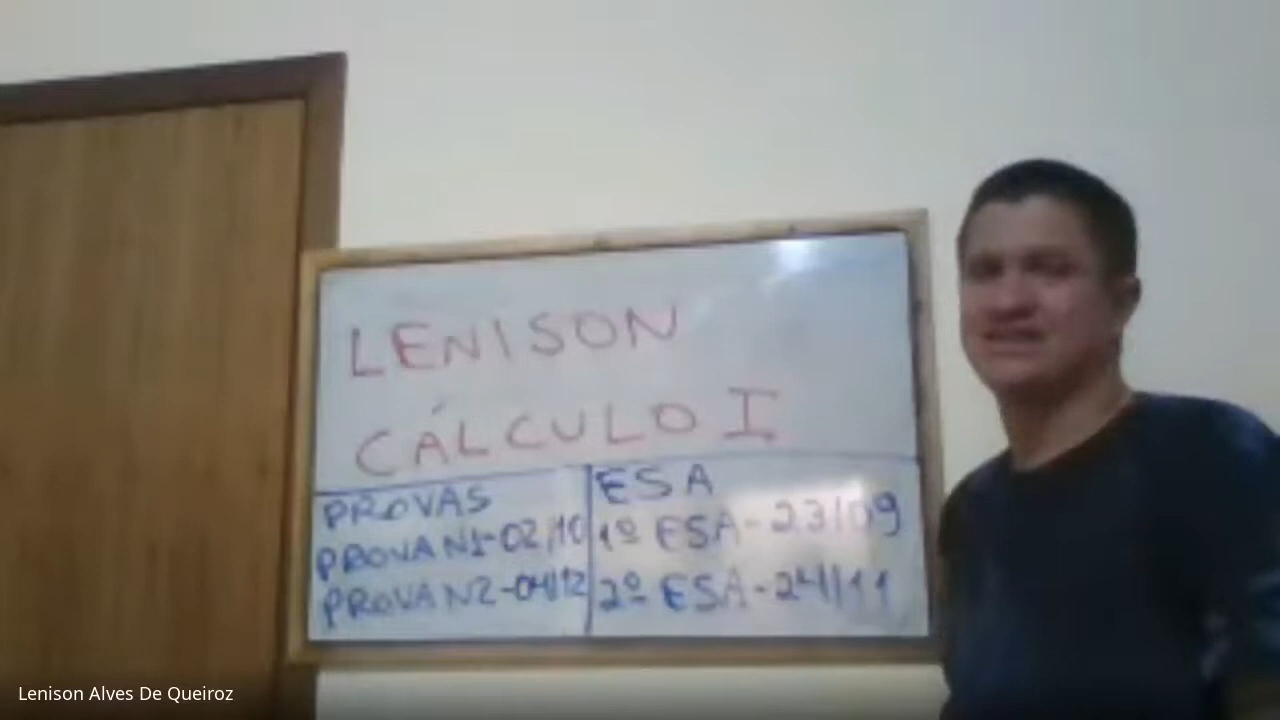 LENISON
CÁLCULO I
PROVAS
PROVA N1-02/10
PROVA N2-04/12
ESA
1º ESA-23/09
2º ESA-24/11
Lenison Alves De Queiroz